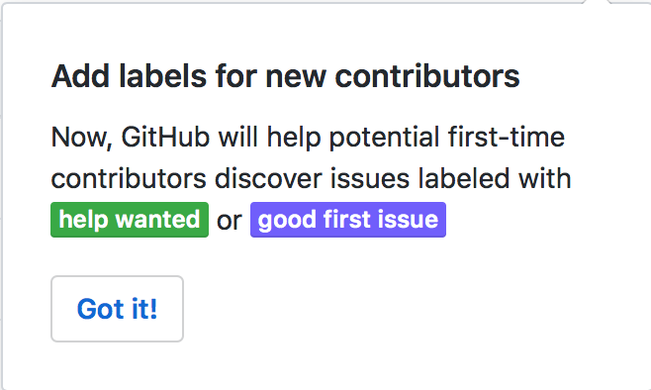 Add labels for new contributors
Now, GitHub will help potential first-time
contributors discover issues labeled with
help wanted or good first issue
Got it!